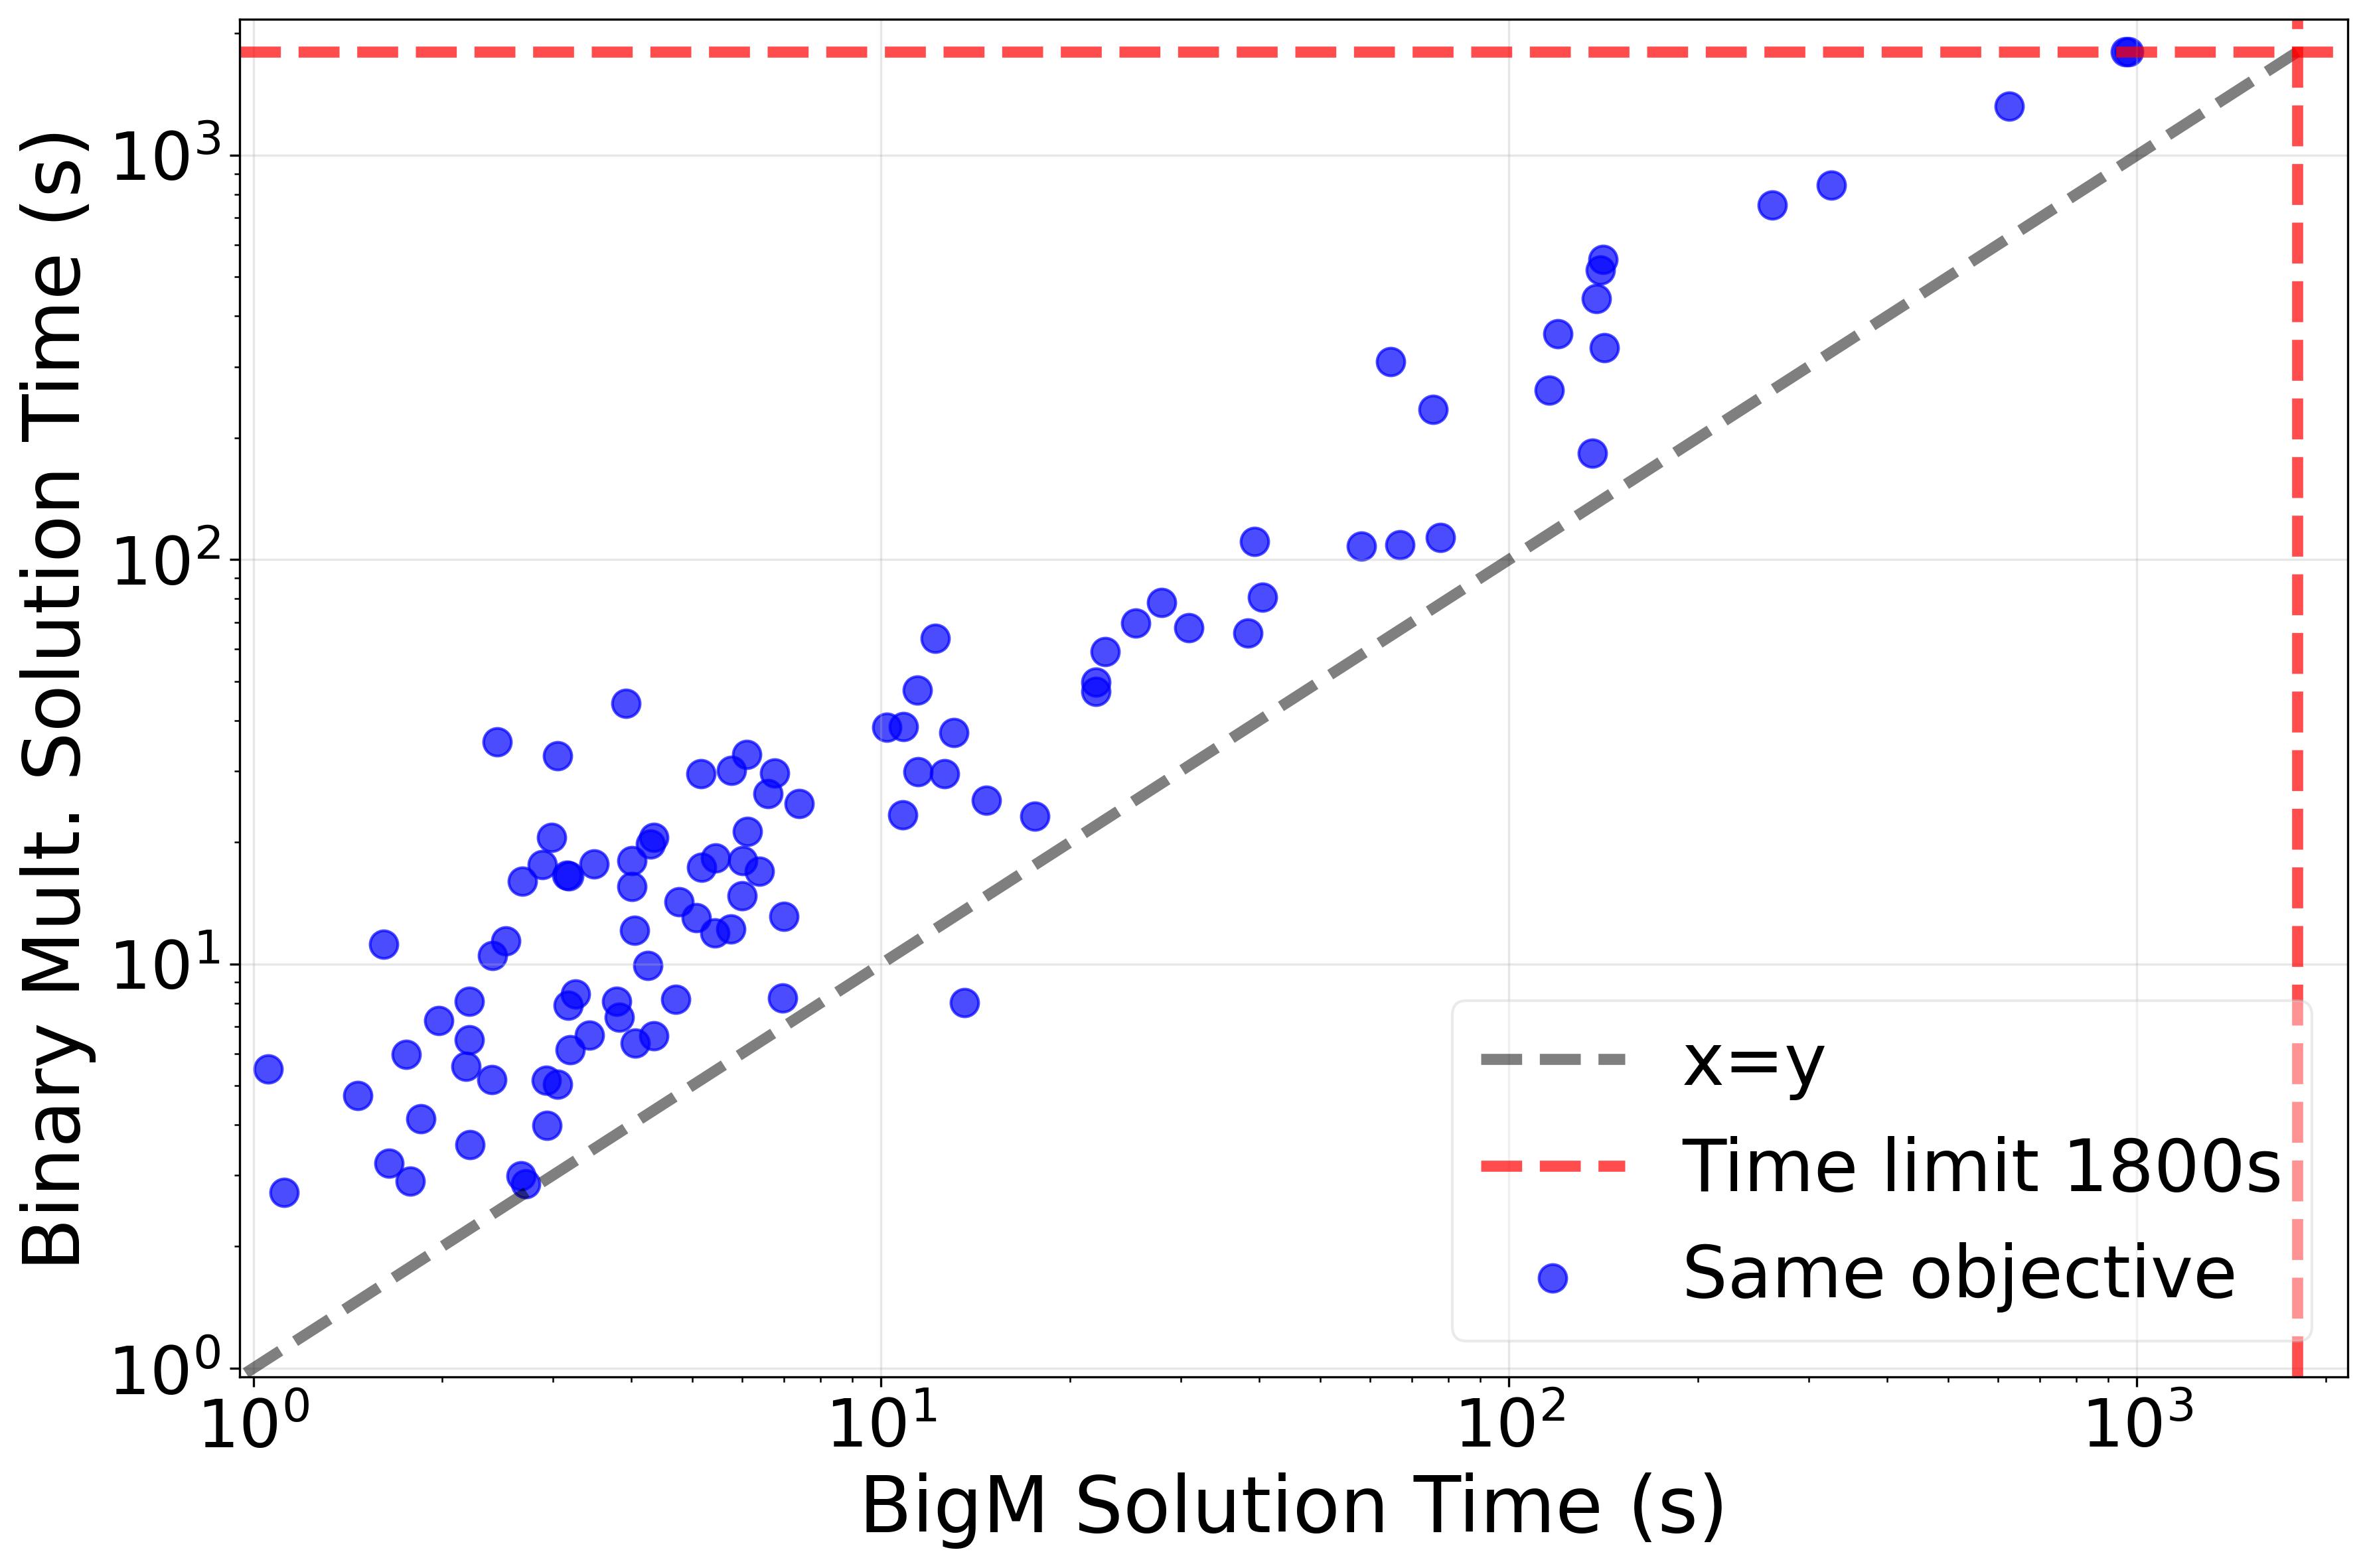 Binary Mult. Solution Time (s)
10³
10²
10¹
10⁰
10⁰ 10¹ 10² 10³
BigM Solution Time (s)
x=y
Time limit 1800s
Same objective